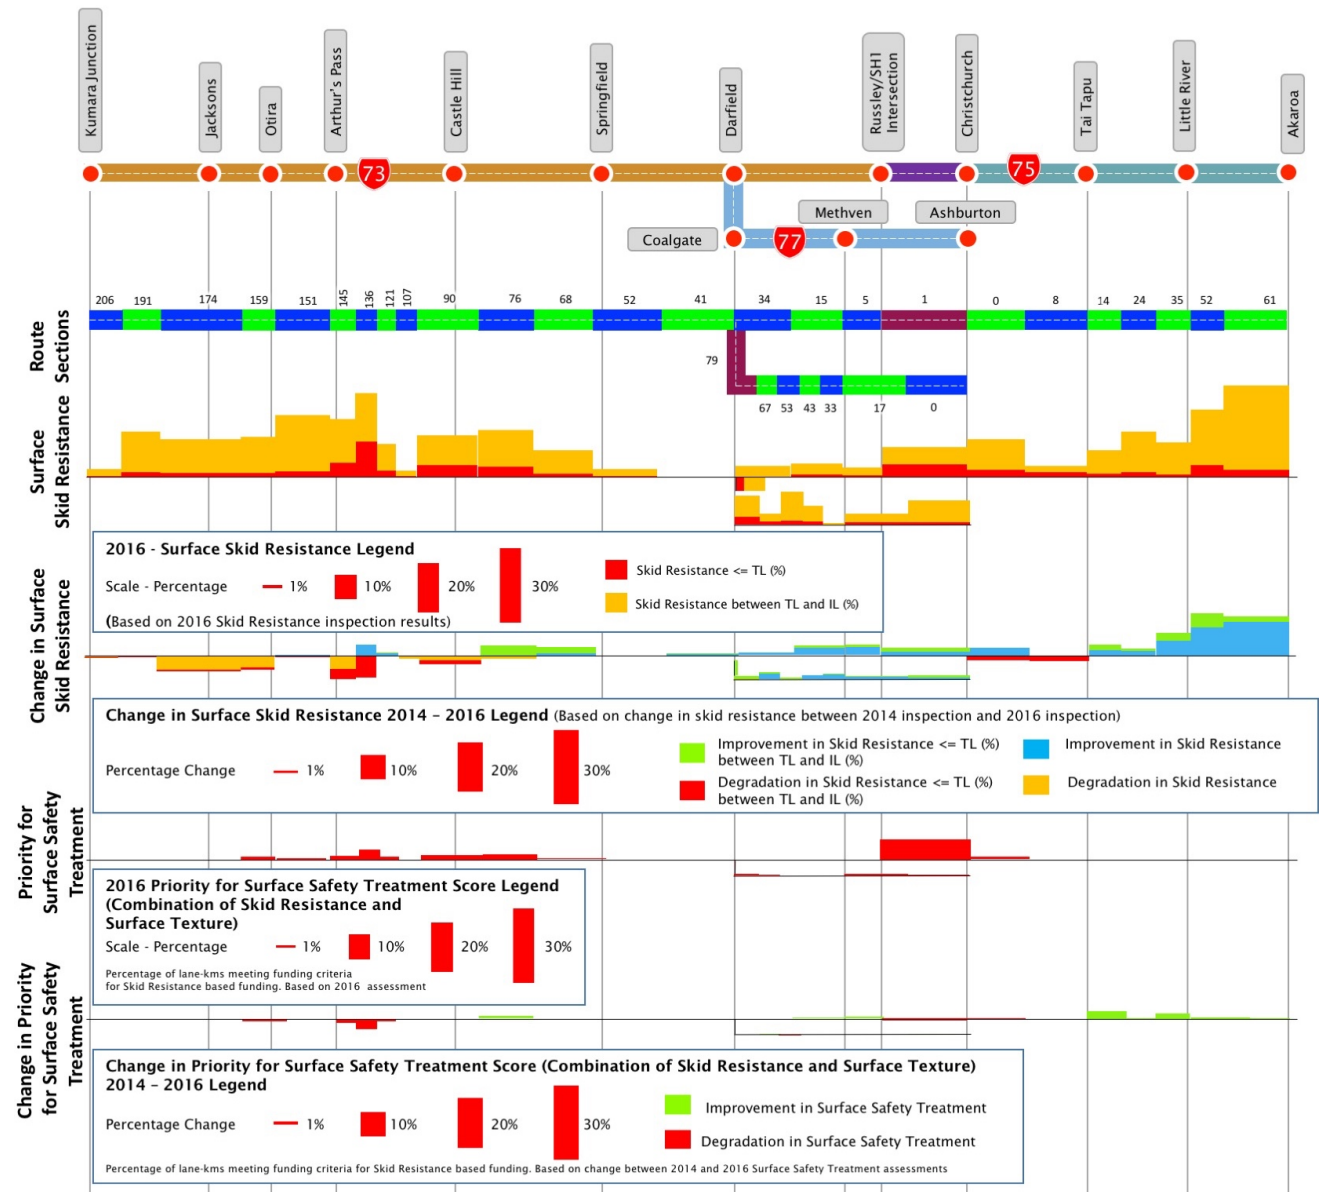 Kumara Junction
Jacksons
Otira
Arthur's Pass
Castle Hill
Springfield
Darfield
Russley/SH1
Intersection
Christchurch
Tai Tapu
Little River
Akaroa
73
75
Methven
Ashburton
Coalgate
77
206 191 174 159 151 145 136 121 107 90 76 68 52 41 34 15 5 1 0 8 14 24 35 52 61
Route
Sections
79
67 53 43 33 17 0
Surface
Skid Resistance
2016 - Surface Skid Resistance Legend
Scale - Percentage 1% 10% 20% 30%
Skid Resistance <= TL (%)
Skid Resistance between TL and IL (%)
(Based on 2016 Skid Resistance inspection results)
Change in Surface
Skid Resistance
Change in Surface Skid Resistance 2014 – 2016 Legend (Based on change in skid resistance between 2014 inspection and 2016 inspection)
Percentage Change 1% 10% 20% 30%
Improvement in Skid Resistance <= TL (%)
between TL and IL (%)
Improvement in Skid Resistance
Degradation in Skid Resistance <= TL (%)
between TL and IL (%)
Degradation in Skid Resistance
Priority for
Surface Safety
Treatment
2016 Priority for Surface Safety Treatment Score Legend
(Combination of Skid Resistance and
Surface Texture)
Scale - Percentage 1% 10% 20% 30%
Percentage of lane-kms meeting funding criteria
for Skid Resistance based funding. Based on 2016 assessment
Change in Priority
for Surface Safety
Treatment
Change in Priority for Surface Safety Treatment Score (Combination of Skid Resistance and Surface Texture)
2014 – 2016 Legend
Percentage Change 1% 10% 20% 30%
Improvement in Surface Safety Treatment
Degradation in Surface Safety Treatment
Percentage of lane-kms meeting funding criteria for Skid Resistance based funding. Based on change between 2014 and 2016 Surface Safety Treatment assessments